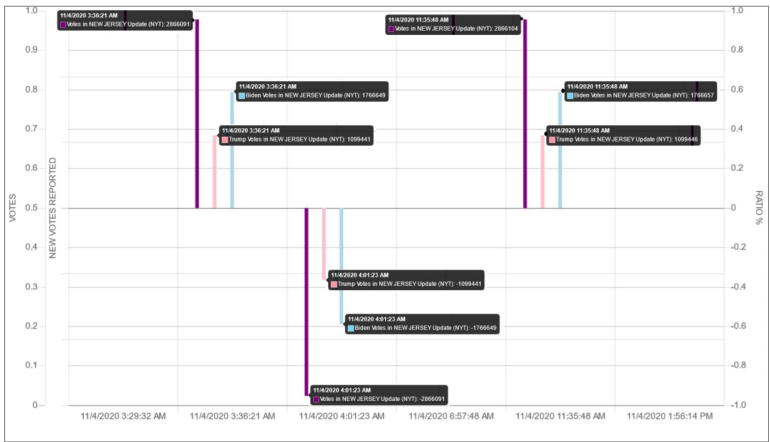 1.0
0.9
0.8
0.7
0.6
0.5
0.4
0.3
0.2
0.1
0
VOTES
NEW VOTES REPORTED
11/4/2020 3:36:21 AM
Votes in NEW JERSEY Update (NYT): 2866091
11/4/2020 11:35:48 AM
Votes in NEW JERSEY Update (NYT): 2866104
11/4/2020 3:36:21 AM
Biden Votes in NEW JERSEY Update (NYT): 1766649
11/4/2020 11:35:48 AM
Biden Votes in NEW JERSEY Update (NYT): 1766657
11/4/2020 3:36:21 AM
Trump Votes in NEW JERSEY Update (NYT): 1099441
11/4/2020 11:35:48 AM
Trump Votes in NEW JERSEY Update (NYT): 1099446
11/4/2020 4:01:23 AM
Trump Votes in NEW JERSEY Update (NYT): -1099441
11/4/2020 4:01:23 AM
Biden Votes in NEW JERSEY Update (NYT): -1766649
11/4/2020 4:01:23 AM
Votes in NEW JERSEY Update (NYT): -2866091
1.0
0.8
0.6
0.4
0.2
0
-0.2
-0.4
-0.6
-0.8
-1.0
RATIO %
11/4/2020 3:29:32 AM
11/4/2020 3:36:21 AM
11/4/2020 4:01:23 AM
11/4/2020 6:57:48 AM
11/4/2020 11:35:48 AM
11/4/2020 1:56:14 PM